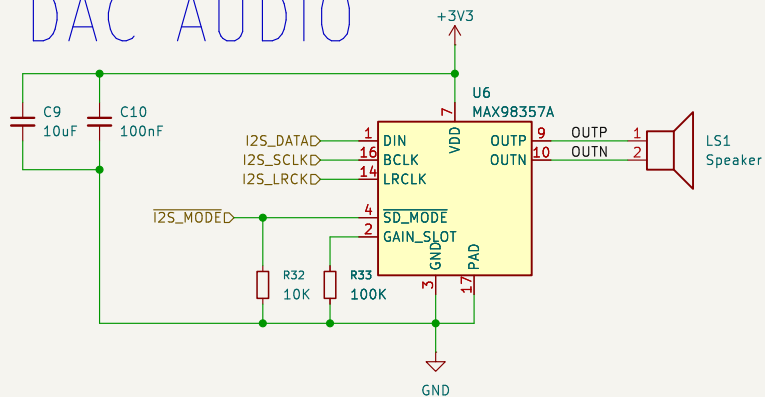 DAC AUDIO
+3V3
C9
10uF
C10
100nF
U6
MAX98357A
7
VDD
I2S_DATA 1 DIN
I2S_SCLK 16 BCLK
I2S_LRCK 14 LRCLK
I2S_MODE 4 SD_MODE
2 GAIN_SLOT
OUTP 9 OUTP 1
OUTN 10 OUTN 2
LS1
Speaker
GND
PAD
3
17
R32
10K
R33
100K
GND